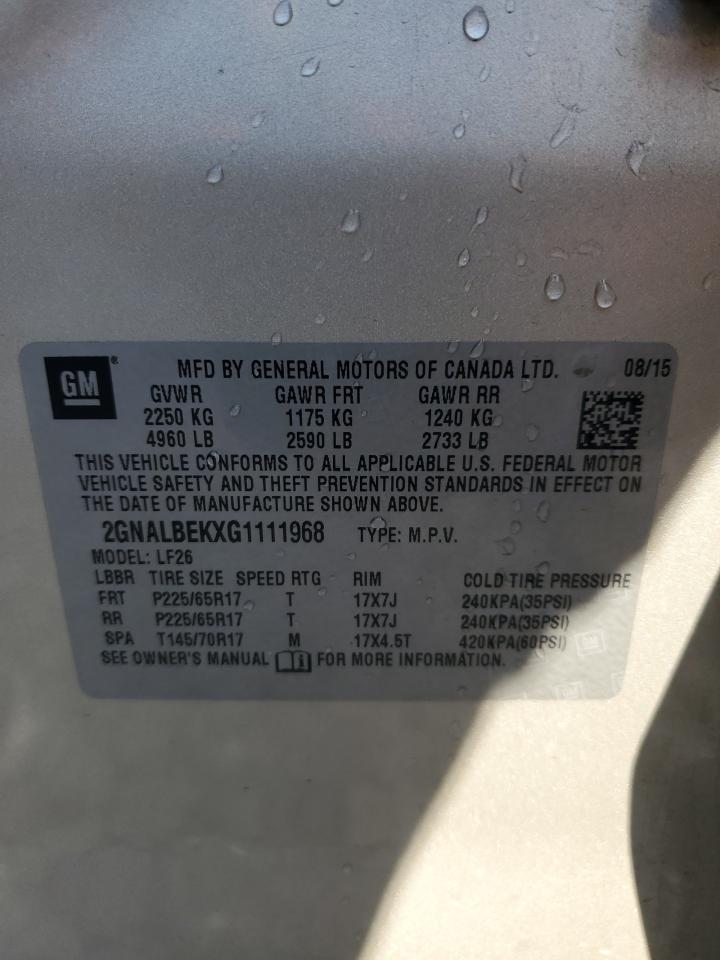 GM ® MFD BY GENERAL MOTORS OF CANADA LTD. 08/15
GVWR GAWR FRT GAWR RR
2250 KG 1175 KG 1240 KG
4960 LB 2590 LB 2733 LB
THIS VEHICLE CONFORMS TO ALL APPLICABLE U.S. FEDERAL MOTOR
VEHICLE SAFETY AND THEFT PREVENTION STANDARDS IN EFFECT ON
THE DATE OF MANUFACTURE SHOWN ABOVE.
2GNALBEKXG1111968 TYPE: M.P.V.
MODEL: LF26
LBBR TIRE SIZE SPEED RTG RIM COLD TIRE PRESSURE
FRT P225/65R17 T 17X7J 240KPA(35PSI)
RR P225/65R17 T 17X7J 240KPA(35PSI)
SPA T145/70R17 M 17X4.5T 420KPA(60PSI)
SEE OWNER'S MANUAL FOR MORE INFORMATION.